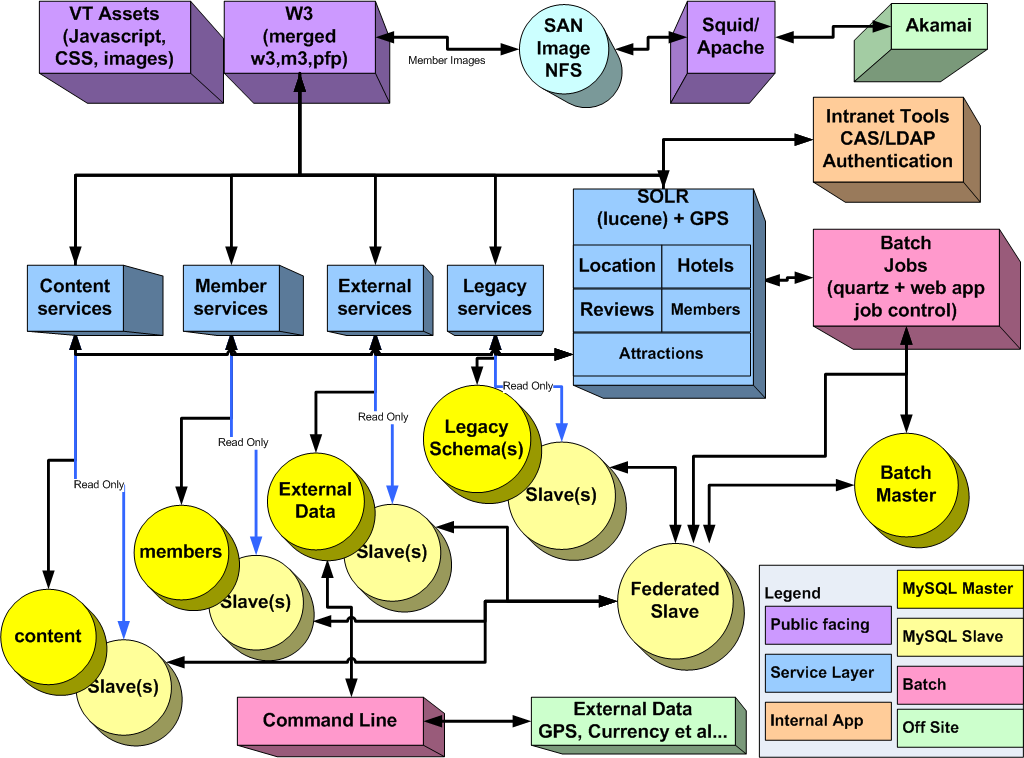 VT Assets
(Javascript,
CSS, images)
W3
(merged
w3,m3,pfp)
Member Images
SAN
Image
NFS
Squid/
Apache
Akamai
Intranet Tools
CAS/LDAP
Authentication
SOLR
(lucene) + GPS
Location
Hotels
Reviews
Members
Attractions
Batch
Jobs
(quartz + web app
job control)
Content
services
Member
services
External
services
Legacy
services
Read Only
Legacy
Schema(s)
Slave(s)
Read Only
External
Data
Slave(s)
Read Only
members
Slave(s)
Read Only
content
Slave(s)
Batch
Master
Federated
Slave
Command Line
External Data
GPS, Currency et al...
Legend
Public facing
Service Layer
Internal App
MySQL Master
MySQL Slave
Batch
Off Site